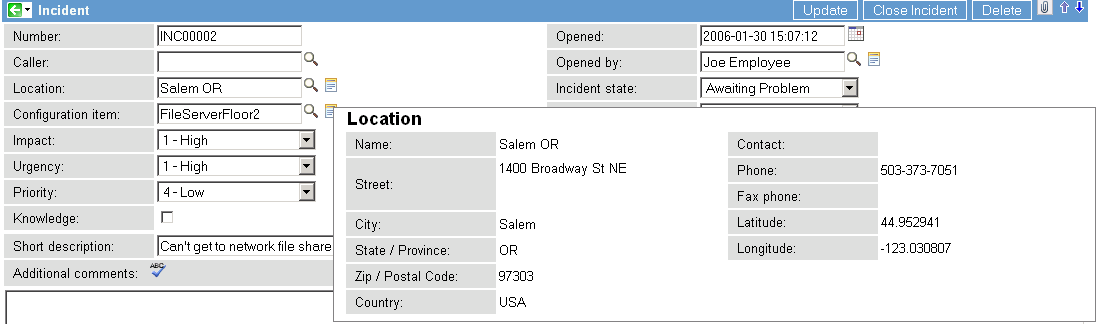 Incident Update Close Incident Delete
Number: INC00002 Opened: 2006-01-30 15:07:12
Caller: Opened by: Joe Employee
Location: Salem OR Incident state: Awaiting Problem
Configuration item: FileServerFloor2
Impact: 1 - High
Urgency: 1 - High
Priority: 4 - Low
Knowledge:
Short description: Can't get to network file share
Additional comments: ABC
Location
Name: Salem OR Contact:
Street: 1400 Broadway St NE Phone: 503-373-7051
Fax phone:
City: Salem Latitude: 44.952941
State / Province: OR Longitude: -123.030807
Zip / Postal Code: 97303
Country: USA